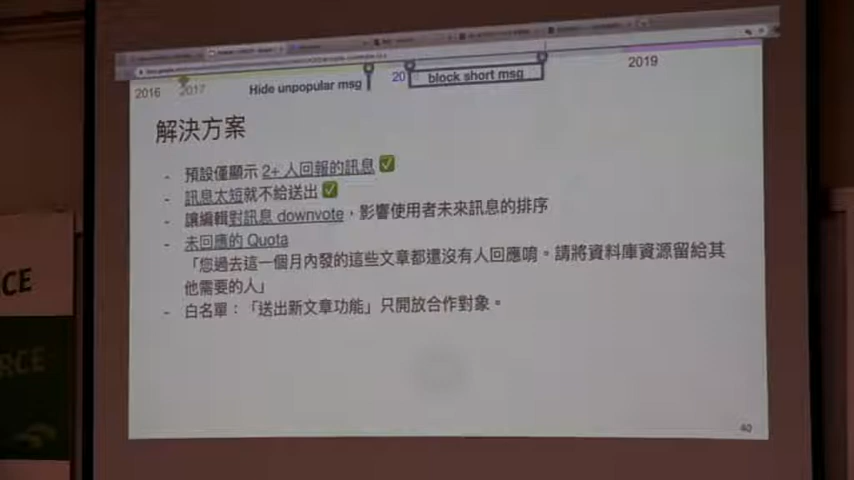 2016
2017
Hide unpopular msg
20
block short msg
2019
解決方案
- 預設僅顯示 2+ 人回報的訊息 ✅
- 訊息太短就不給送出 ✅
- 讓編輯對訊息 downvote，影響使用者未來訊息的排序
- 未回應的 Quota
「您過去這一個月內發的這些文章都還沒有人回應唷。請將資料庫資源留給其
他需要的人」
- 白名單：「送出新文章功能」只開放合作對象。
40
CE
RCE